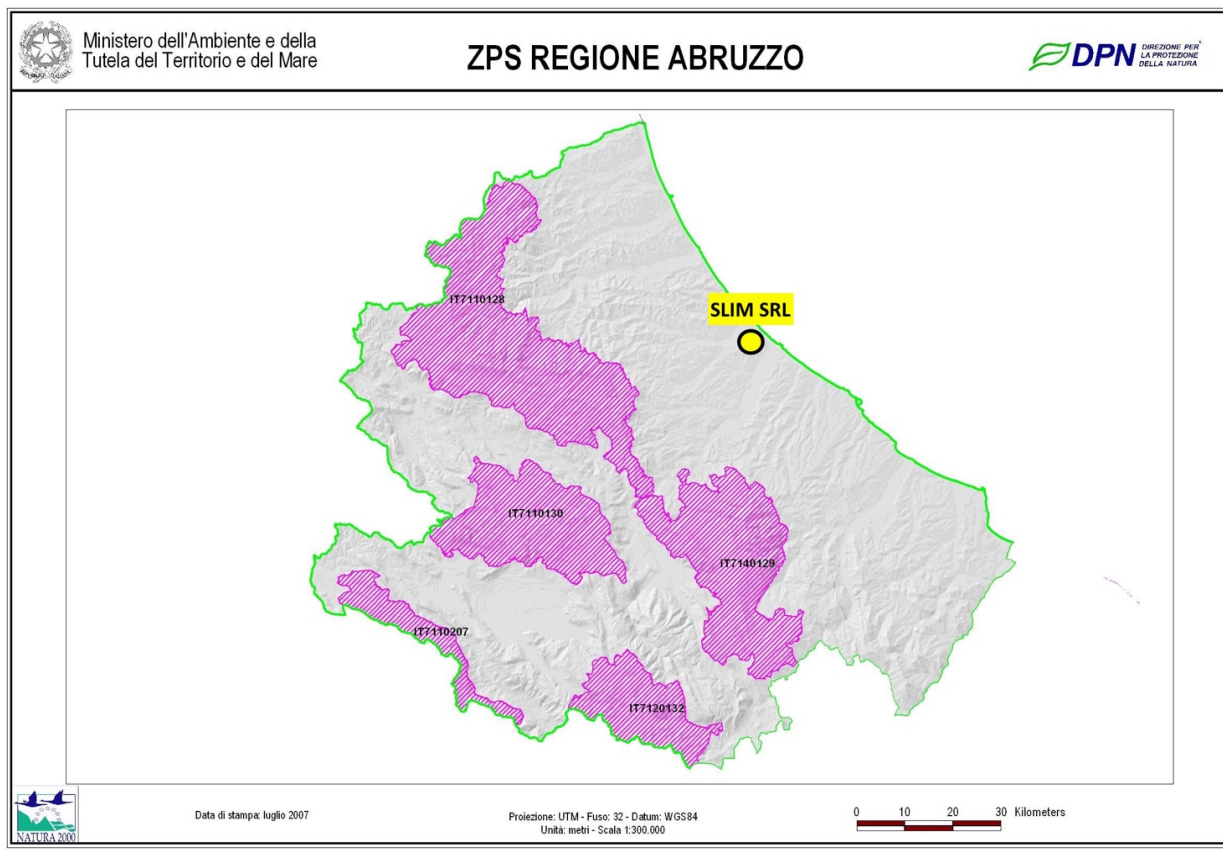 Ministero dell'Ambiente e della
Tutela del Territorio e del Mare
ZPS REGIONE ABRUZZO
DPN
DIREZIONE PER
LA PROTEZIONE
DELLA NATURA
IT7110128
SLIM SRL
IT7110130
IT7140129
IT7110207
IT7120132
NATURA 2000
Data di stampa: luglio 2007
Proiezione: UTM - Fuso: 32 - Datum: WGS84
Unità: metri - Scala 1:300.000
0 10 20 30 Kilometers